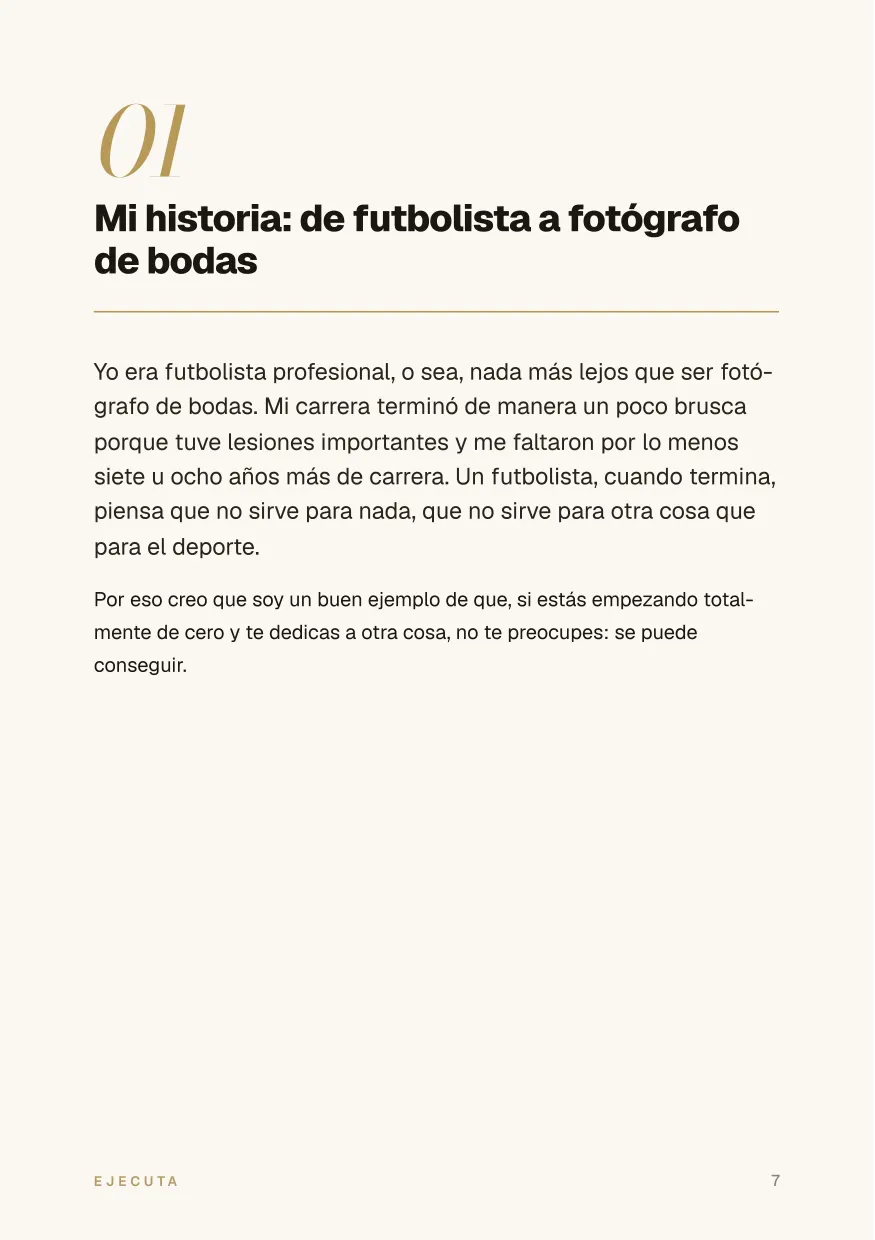 01
Mi historia: de futbolista a fotógrafo
de bodas
Yo era futbolista profesional, o sea, nada más lejos que ser fotó-
grafo de bodas. Mi carrera terminó de manera un poco brusca
porque tuve lesiones importantes y me faltaron por lo menos
siete u ocho años más de carrera. Un futbolista, cuando termina,
piensa que no sirve para nada, que no sirve para otra cosa que
para el deporte.
Por eso creo que soy un buen ejemplo de que, si estás empezando total-
mente de cero y te dedicas a otra cosa, no te preocupes: se puede
conseguir.
EJECUTA
7